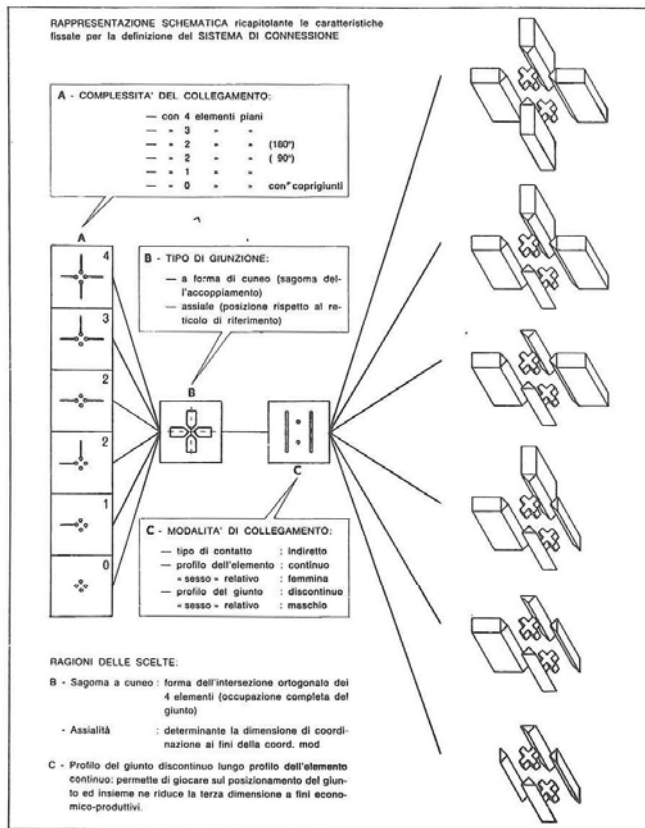 RAPPRESENTAZIONE SCHEMATICA ricapitolante le caratteristiche
fissale per la definizione del SISTEMA DI CONNESSIONE
A - COMPLESSITA' DEL COLLEGAMENTO:
— con 4 elementi piani
— » 3 » »
— » 2 » » (180°)
— » 2 » » ( 90°)
— » 1 » »
— » 0 » » con coprigiunti
A
4
3
2
2
1
0
B - TIPO DI GIUNZIONE:
— a forma di cuneo (sagoma del-
l'accoppiamento)
— assiale (posizione rispetto al re-
ticolo di riferimento)
B
C
C - MODALITA' DI COLLEGAMENTO:
— tipo di contatto : indiretto
— profilo dell'elemento : continuo
« sesso » relativo : femmina
— profilo del giunto : discontinuo
« sesso » relativo : maschio
RAGIONI DELLE SCELTE:
B - Sagoma a cuneo : forma dell'intersezione ortogonale dei
4 elementi (occupazione completa del
giunto)
- Assialità : determinante la dimensione di coordi-
nazione ai fini della coord. mod
C - Profilo del giunto discontinuo lungo profilo dell'elemento
continuo: permette di giocare sul posizionamento del giun-
to ed insieme ne riduce la terza dimensione a fini econo-
mico-produttivi.